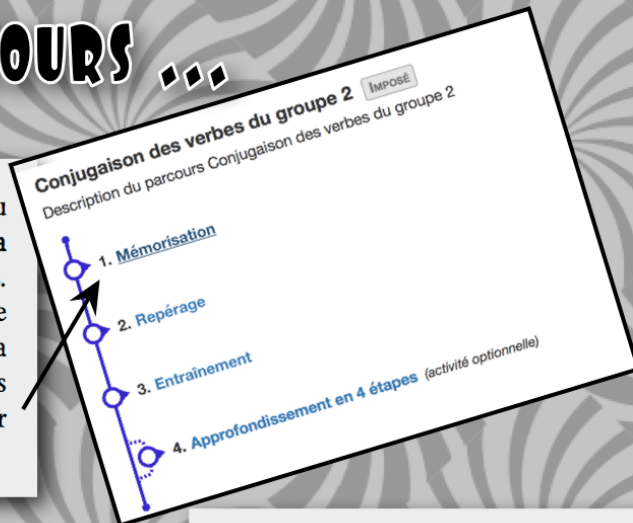 OURS ...
Conjugaison des verbes du groupe 2 IMPOSÉ
Description du parcours Conjugaison des verbes du groupe 2
1. Mémorisation
2. Repérage
3. Entraînement
4. Approfondissement en 4 étapes (activité optionnelle)